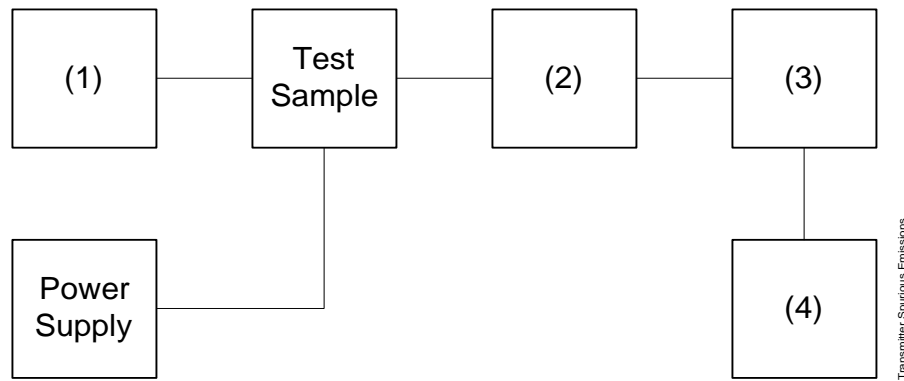 (1)
Test
Sample
(2)
(3)
Power
Supply
(4)
Transmitter Spurious Emissions